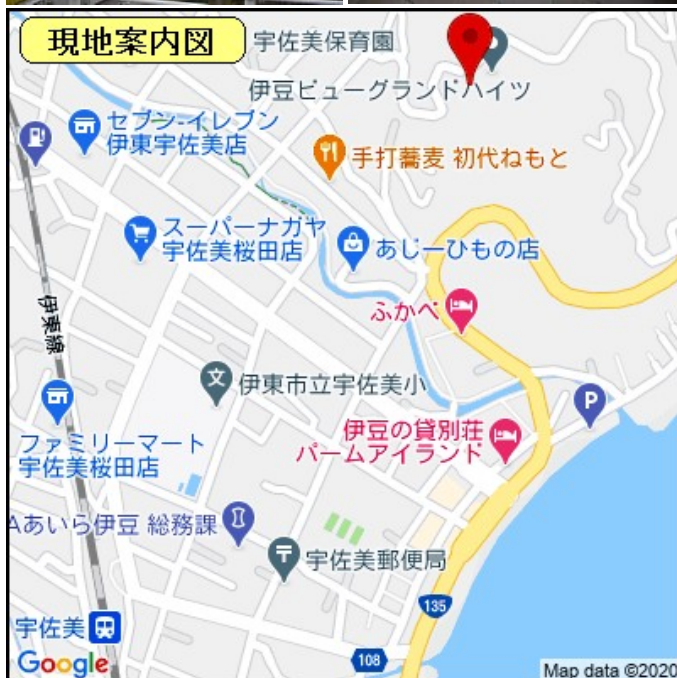 現地案内図
宇佐美保育園
伊豆ビューグランドハイツ
セブン-イレブン
伊東宇佐美店
手打蕎麦 初代ねもと
スーパーナガヤ
宇佐美桜田店
あじーひもの店
ふかべ
伊東線
文
伊東市立宇佐美小
P
ファミリーマート
宇佐美桜田店
伊豆の貸別荘
パームアイランド
Aあいら伊豆 総務課
宇佐美郵便局
135
宇佐美
108
Google
Map data ©2020